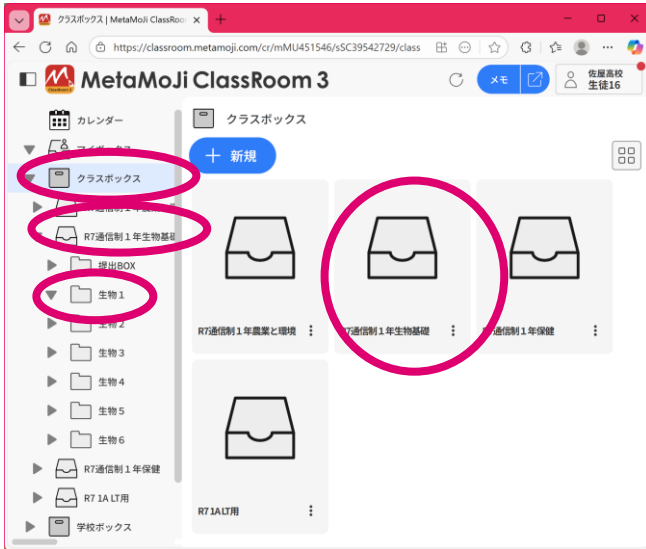 クラスボックス | MetaMoJi ClassRoo
https://classroom.metamoji.com/cr/mMU451546/sSC39542729/class
MetaMoJi ClassRoom 3
メモ
佐屋高校
生徒16
カレンダー
クラスボックス
+ 新規
クラスボックス
R7通信制１年生物基礎
提出BOX
生物1
生物2
生物3
生物4
生物5
生物6
R7通信制１年保健
R7 1A LT用
学校ボックス
R7通信制１年農業と環境
R7通信制１年生物基礎
R7通信制１年保健
R7 1A LT用